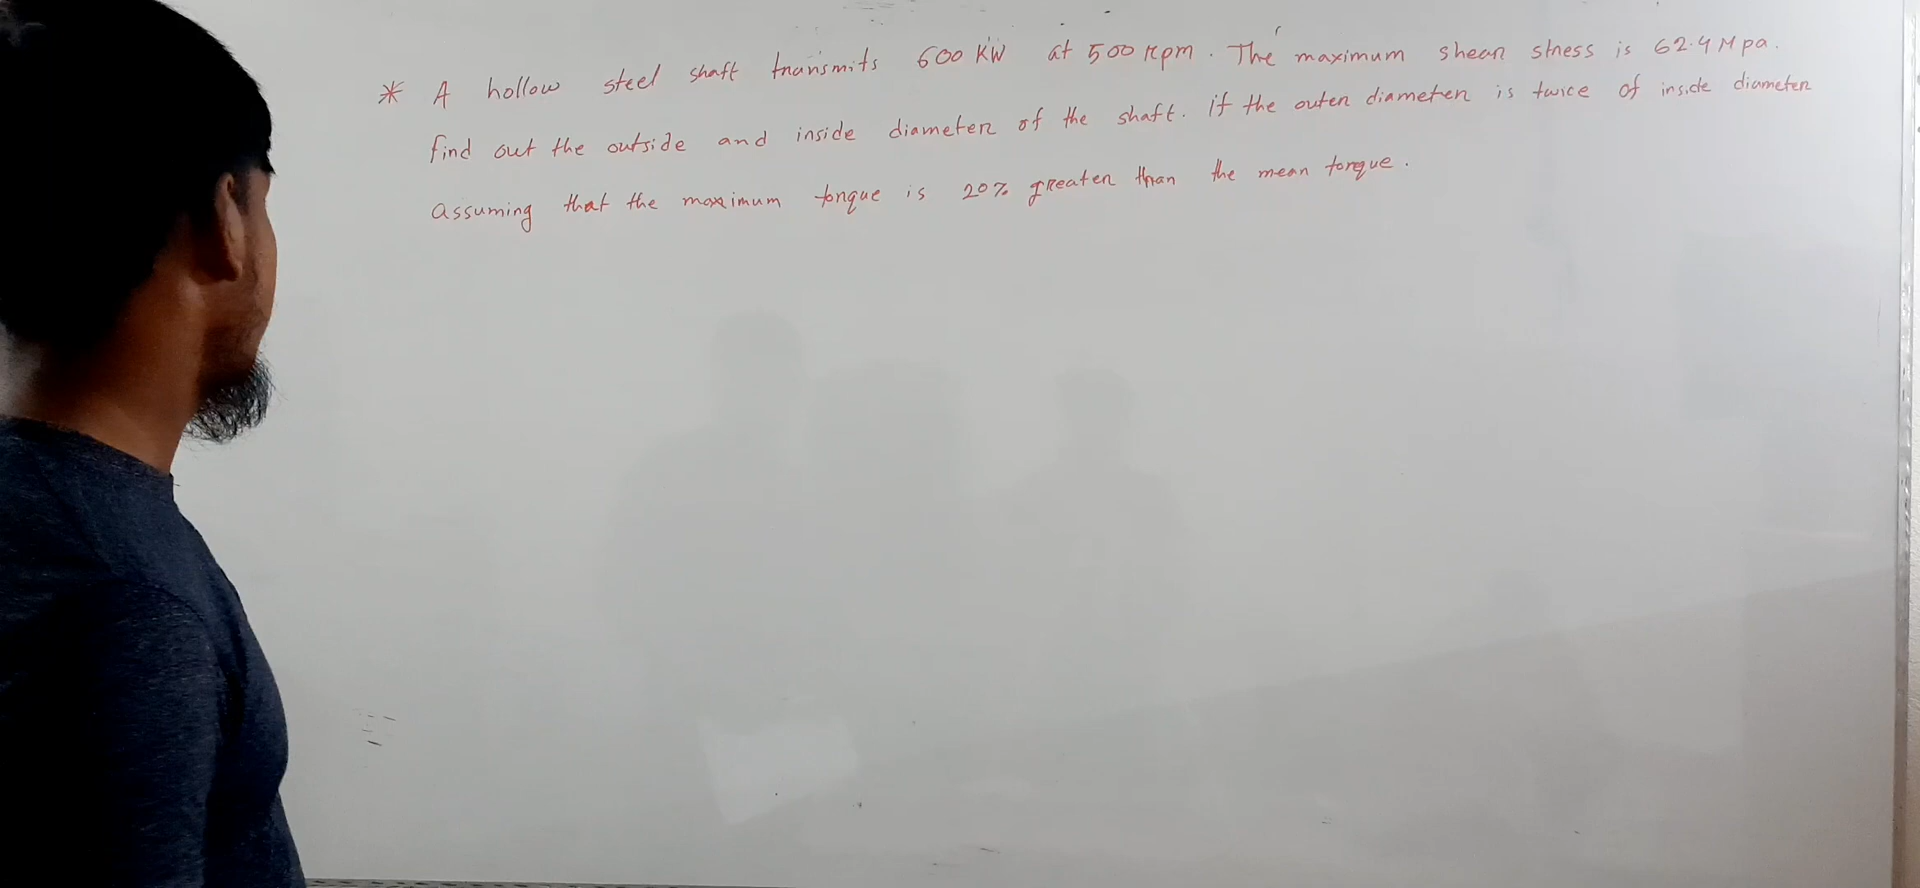 * A hollow steel shaft transmits 600 KW at 500 rpm. The maximum shear stress is 62.4 Mpa.
find out the outside and inside diameter of the shaft. if the outer diameter is twice of inside diameter
assuming that the maximum torque is 20% greater than the mean torque.